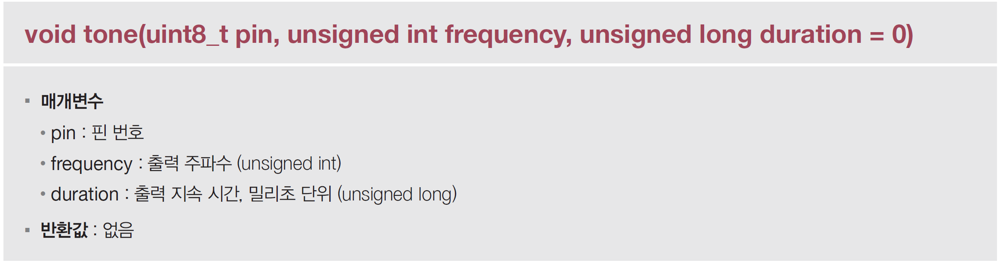 void tone(uint8_t pin, unsigned int frequency, unsigned long duration = 0)
▪ 매개변수
• pin : 핀 번호
• frequency : 출력 주파수 (unsigned int)
• duration : 출력 지속 시간, 밀리초 단위 (unsigned long)
▪ 반환값 : 없음